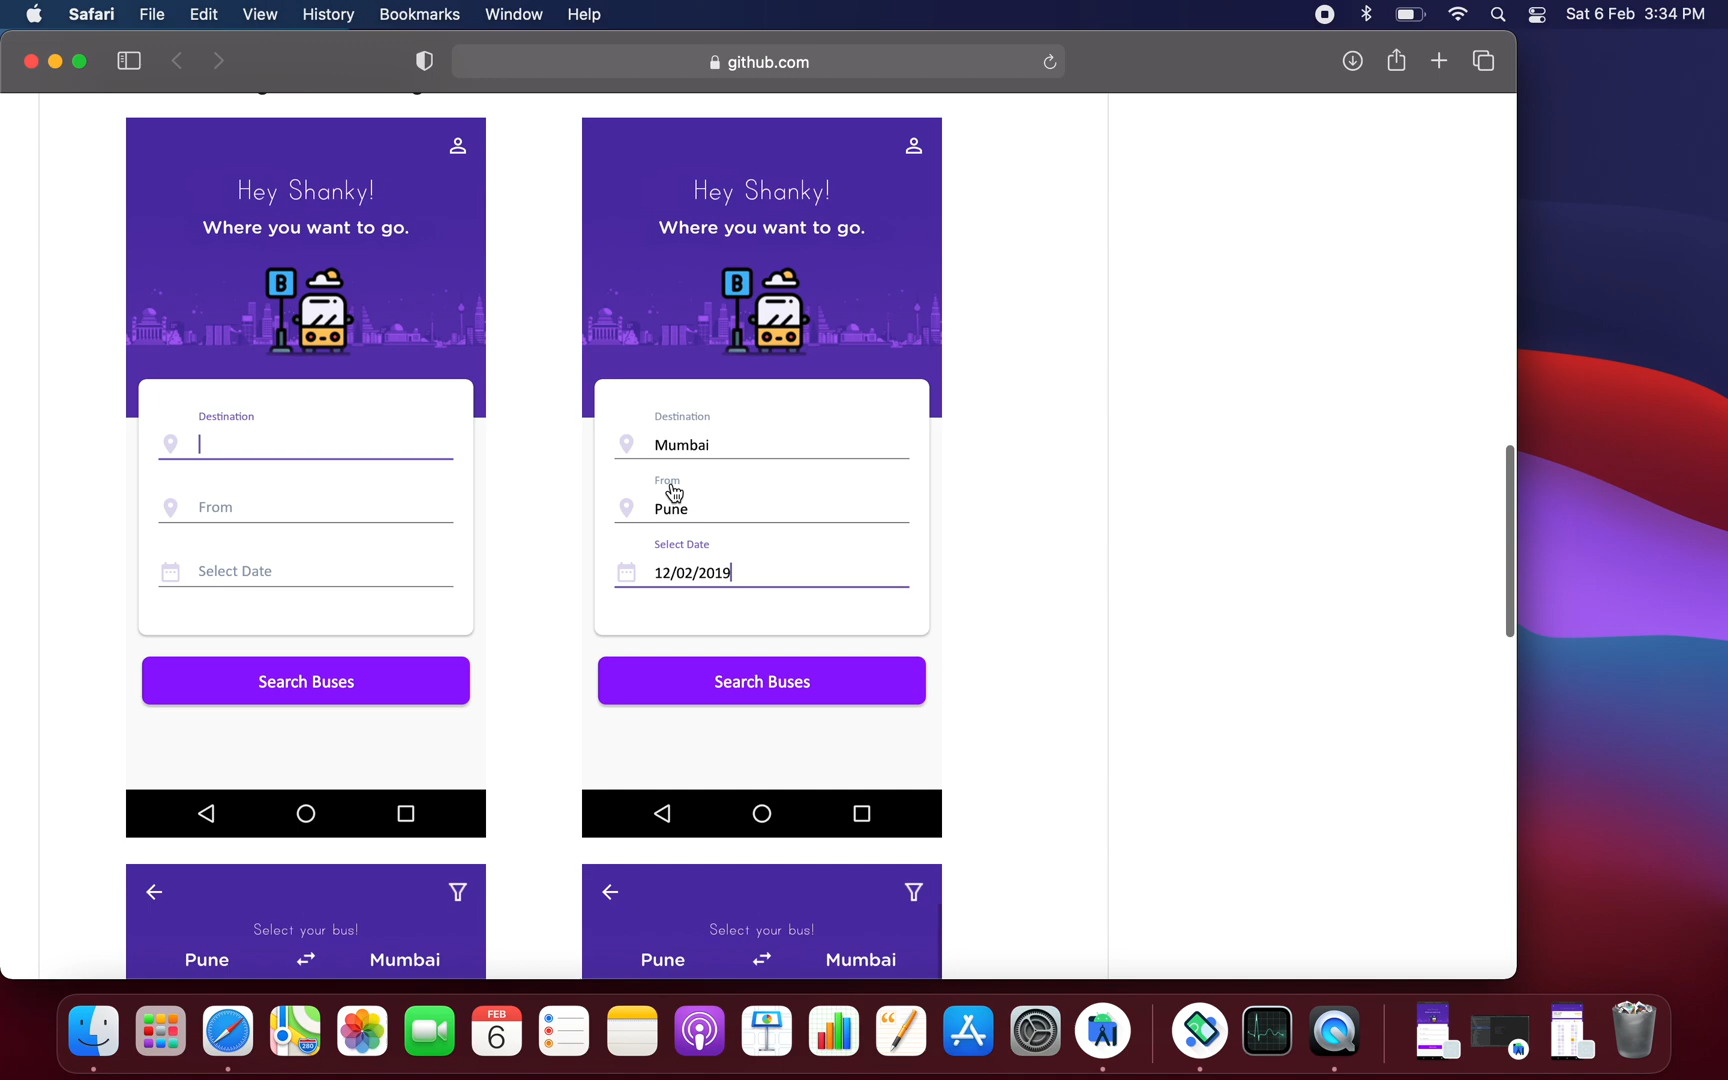 Safari File Edit View History Bookmarks Window Help Sat 6 Feb 3:34 PM
github.com
Hey Shanky!
Where you want to go.
B
Destination
From
Select Date
Search Buses
Hey Shanky!
Where you want to go.
B
Destination
Mumbai
From
Pune
Select Date
12/02/2019
Search Buses
Select your bus!
Pune Mumbai
Select your bus!
Pune Mumbai
FEB
6
280